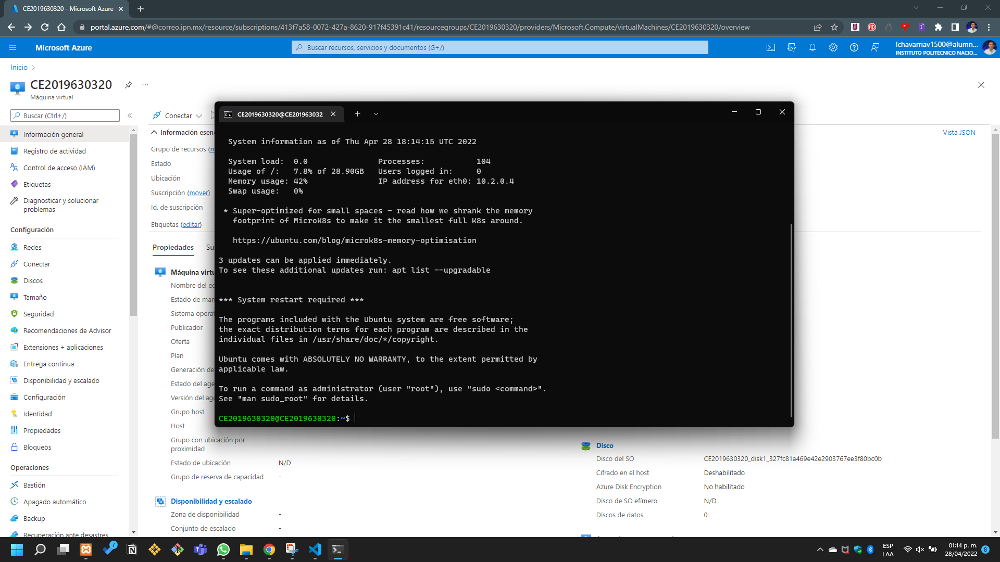 CE2019630320 - Microsoft Azure
portal.azure.com/#@correo.ipn.mx/resource/subscriptions/413f7a58-0072-427a-8620-917f45391c41/resourcegroups/CE2019630320/providers/Microsoft.Compute/virtualMachines/CE2019630320/overview
Microsoft Azure
Buscar recursos, servicios y documentos (G+/)
lchavarriav1500@alumn...
INSTITUTO POLITECNICO NACIO...
Inicio
CE2019630320
Máquina virtual
Buscar (Ctrl+/)
Información general
Registro de actividad
Control de acceso (IAM)
Etiquetas
Diagnosticar y solucionar
problemas
Configuración
Redes
Conectar
Discos
Tamaño
Seguridad
Recomendaciones de Advisor
Extensiones + aplicaciones
Entrega continua
Disponibilidad y escalado
Configuración
Identidad
Propiedades
Bloqueos
Operaciones
Bastión
Apagado automático
Backup
Recuperación ante desastres
Conectar
Información esen
Vista JSON
Grupo de recursos (m
Estado
Ubicación
Suscripción (mover)
Id. de suscripción
Etiquetas (editar)
Propiedades
Su
Máquina virtu
Nombre del ec
Estado de man
Sistema operat
Publicador
Oferta
Plan
Generación de
Estado del age
Versión del age
Grupo host
Host
Grupo con ubicación por
proximidad
-
Estado de ubicación
N/D
Grupo de reserva de capacidad
-
Disponibilidad y escalado
Zona de disponibilidad
-
Conjunto de escalado
-
Disco
Disco del SO
CE2019630320_disk1_327fc81a469e42e2903767ee3f80bc0b
Cifrado en el host
Deshabilitado
Azure Disk Encryption
No habilitado
Disco de SO efímero
N/D
Discos de datos
0
CE2019630320@CE201963032
System information as of Thu Apr 28 18:14:15 UTC 2022
System load:  0.0               Processes:           104
Usage of /:   7.8% of 28.90GB   Users logged in:     0
Memory usage: 42%               IP address for eth0: 10.2.0.4
Swap usage:   0%
* Super-optimized for small spaces - read how we shrank the memory
footprint of MicroK8s to make it the smallest full K8s around.
https://ubuntu.com/blog/microk8s-memory-optimisation
3 updates can be applied immediately.
To see these additional updates run: apt list --upgradable
*** System restart required ***
The programs included with the Ubuntu system are free software;
the exact distribution terms for each program are described in the
individual files in /usr/share/doc/*/copyright.
Ubuntu comes with ABSOLUTELY NO WARRANTY, to the extent permitted by
applicable law.
To run a command as administrator (user "root"), use "sudo <command>".
See "man sudo_root" for details.
CE2019630320@CE2019630320:~$
7
ESP
LAA
01:14 p. m.
28/04/2022
8